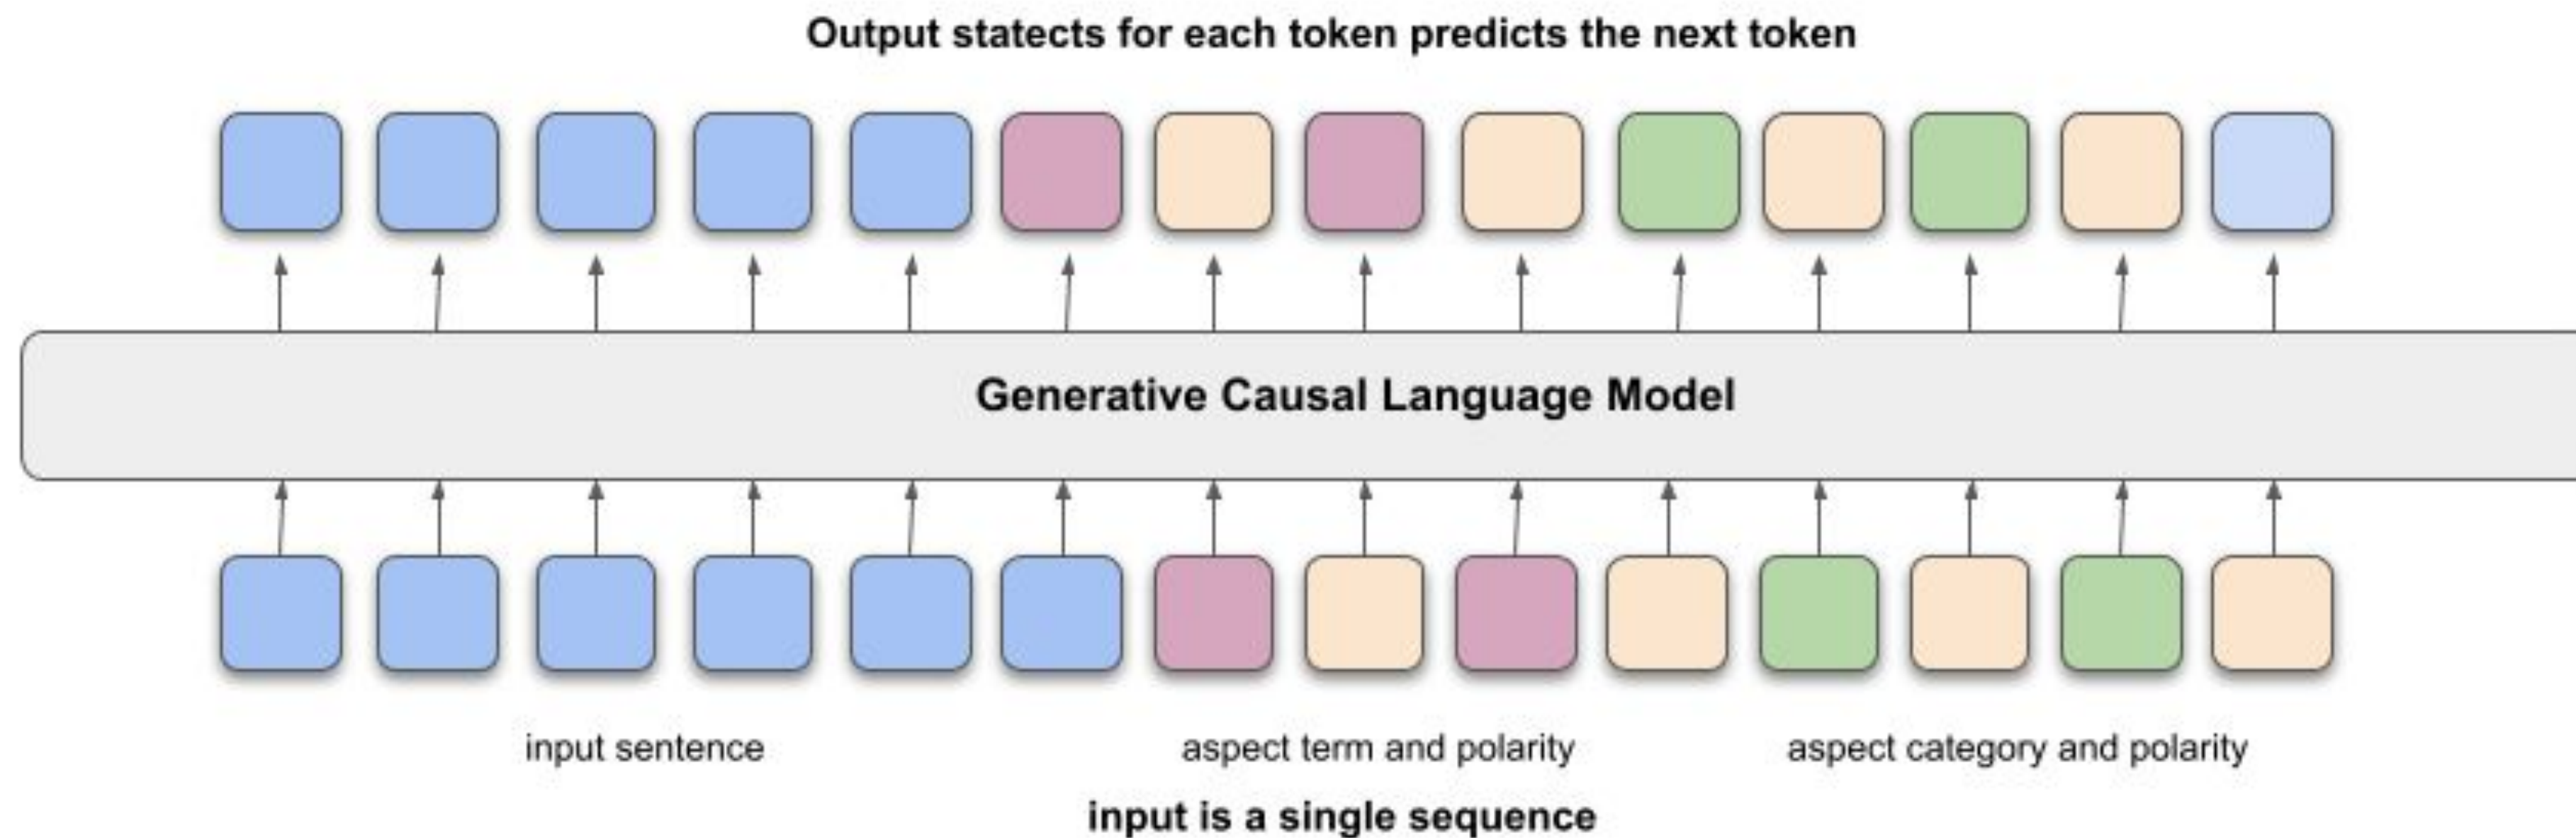 Output statects for each token predicts the next token
Generative Causal Language Model
input sentence
aspect term and polarity
aspect category and polarity
input is a single sequence